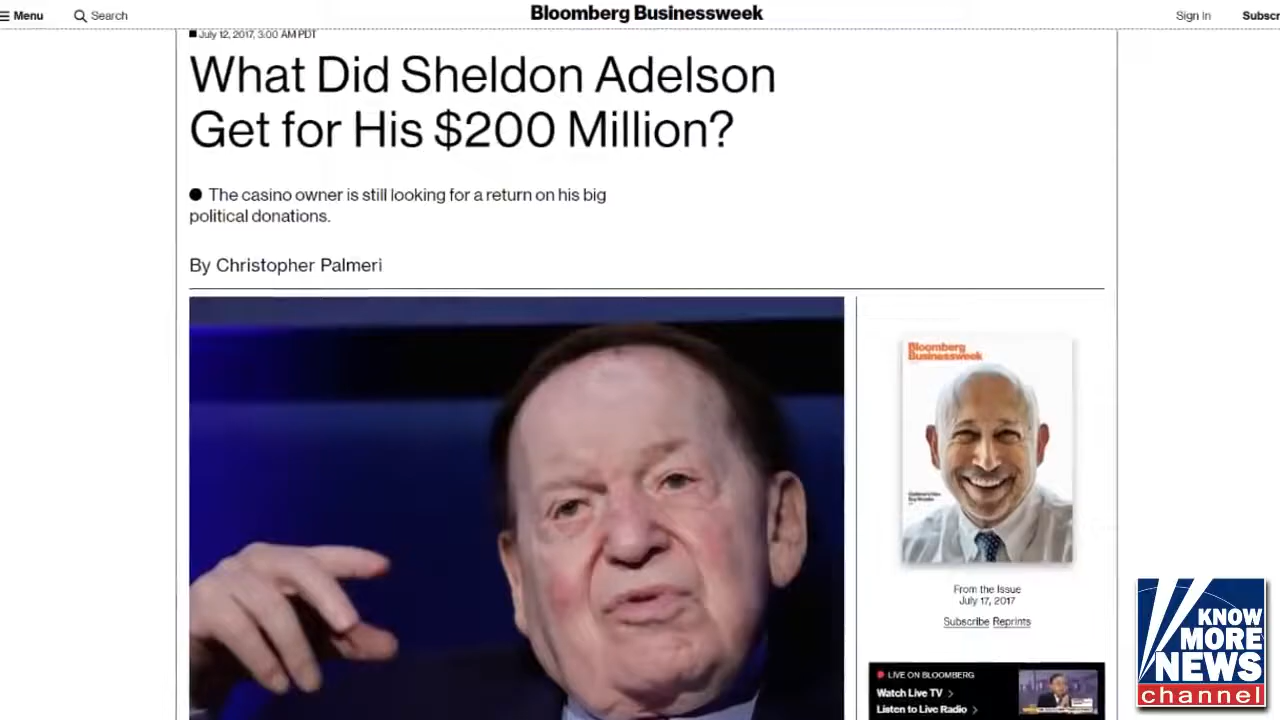 Menu
Search
Bloomberg Businessweek
Sign In
Subsc
July 12, 2017, 3:00 AM PDT
What Did Sheldon Adelson
Get for His $200 Million?
The casino owner is still looking for a return on his big
political donations.
By Christopher Palmeri
Bloomberg
Businessweek
From the Issue
July 17, 2017
Subscribe Reprints
LIVE ON BLOOMBERG
Watch Live TV >
Listen to Live Radio >
KNOW
MORE
NEWS
channel